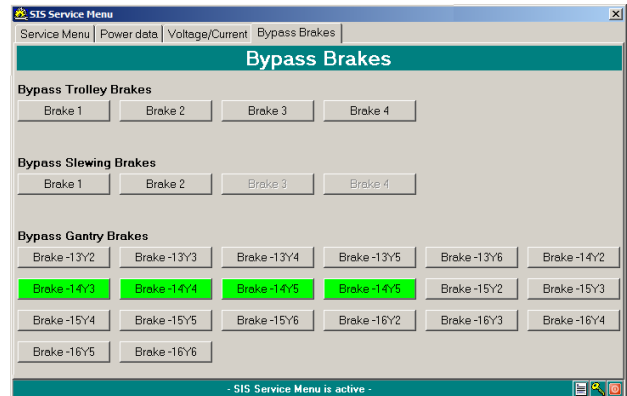 SIS Service Menu
Service Menu Power data Voltage/Current Bypass Brakes
Bypass Brakes
Bypass Trolley Brakes
Brake 1 Brake 2 Brake 3 Brake 4
Bypass Slewing Brakes
Brake 1 Brake 2 Brake 3 Brake 4
Bypass Gantry Brakes
Brake -13Y2 Brake -13Y3 Brake -13Y4 Brake -13Y5 Brake -13Y6 Brake -14Y2
Brake -14Y3 Brake -14Y4 Brake -14Y5 Brake -14Y5 Brake -15Y2 Brake -15Y3
Brake -15Y4 Brake -15Y5 Brake -15Y6 Brake -16Y2 Brake -16Y3 Brake -16Y4
Brake -16Y5 Brake -16Y6
- SIS Service Menu is active -